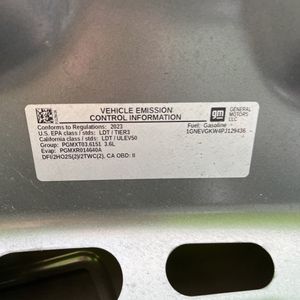 VEHICLE EMISSION
CONTROL INFORMATION
gm
GENERAL
MOTORS
LLC
Conforms to Regulations: 2023
U.S. EPA class / stds: LDT / TIER3
California class / stds: LDT / ULEV50
Group: PGMXT03.6151 3.6L
Evap: PGMXR014640A
DFI/2HO2S(2)/2TWC(2), CA OBD: II
Fuel: Gasoline
1GNEVGKW4PJ129436